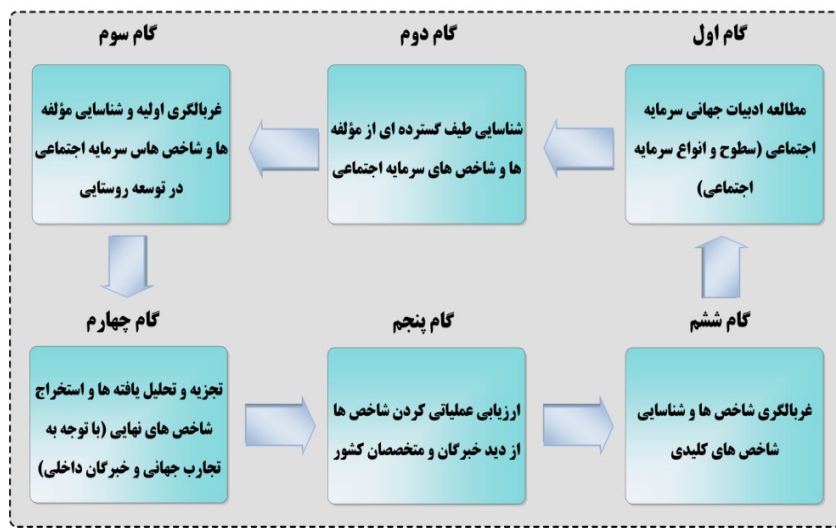 گام اول
مطالعه ادبیات جهانی سرمایه
اجتماعی (سطوح و انواع سرمایه
اجتماعی)
گام دوم
شناسایی طیف گسترده ای از مؤلفه
ها و شاخص های سرمایه اجتماعی
گام سوم
غربالگری اولیه و شناسایی مؤلفه
ها و شاخص هاس سرمایه اجتماعی
در توسعه روستایی
گام چهارم
تجزیه و تحلیل یافته ها و استخراج
شاخص های نهایی (با توجه به
تجارب جهانی و خبرگان داخلی)
گام پنجم
ارزیابی عملیاتی کردن شاخص ها
از دید خبرگان و متخصصان کشور
گام ششم
غربالگری شاخص ها و شناسایی
شاخص های کلیدی